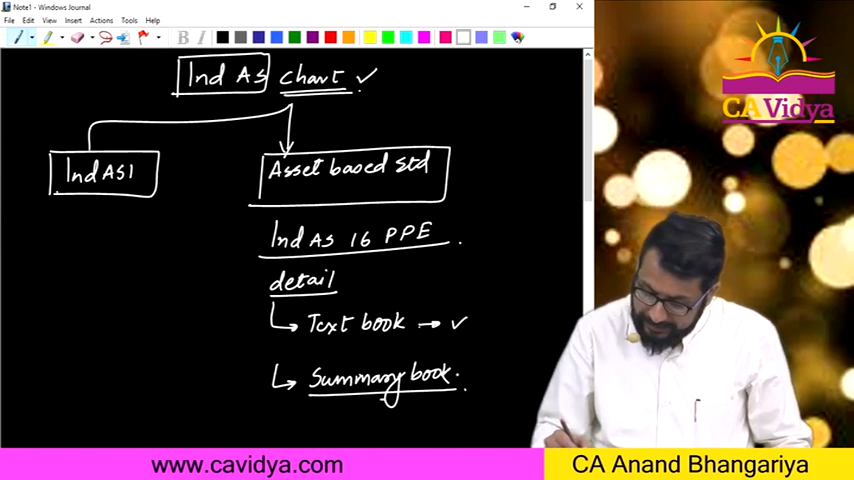 Note1 - Windows Journal
File Edit View Insert Actions Tools Help
B I
Ind AS chart ✓
Ind AS1
Asset based Std
Ind AS 16 PPE.
detail
↳ Text book → ✓
↳ Summary book.
CA Vidya
www.cavidya.com
CA Anand Bhangariya